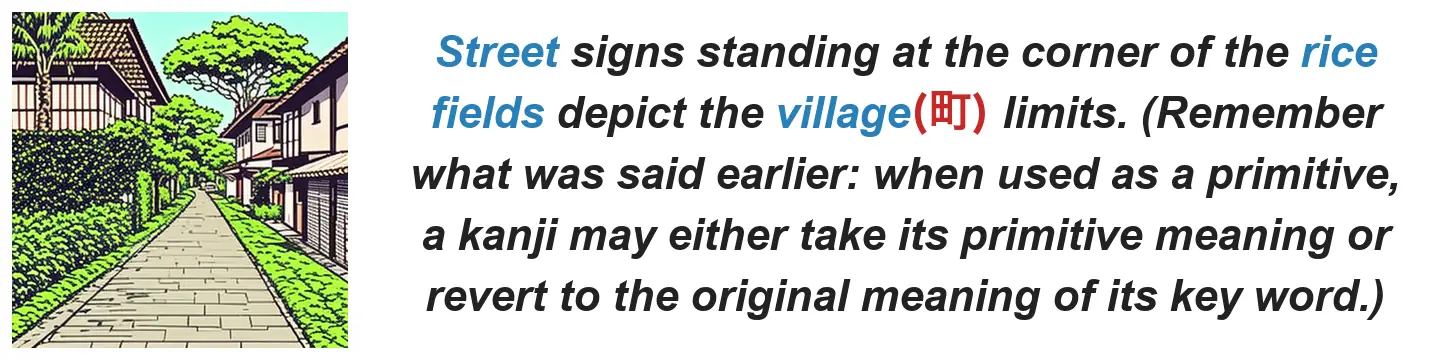 Street signs standing at the corner of the rice
fields depict the village(町) limits. (Remember
what was said earlier: when used as a primitive,
a kanji may either take its primitive meaning or
revert to the original meaning of its key word.)